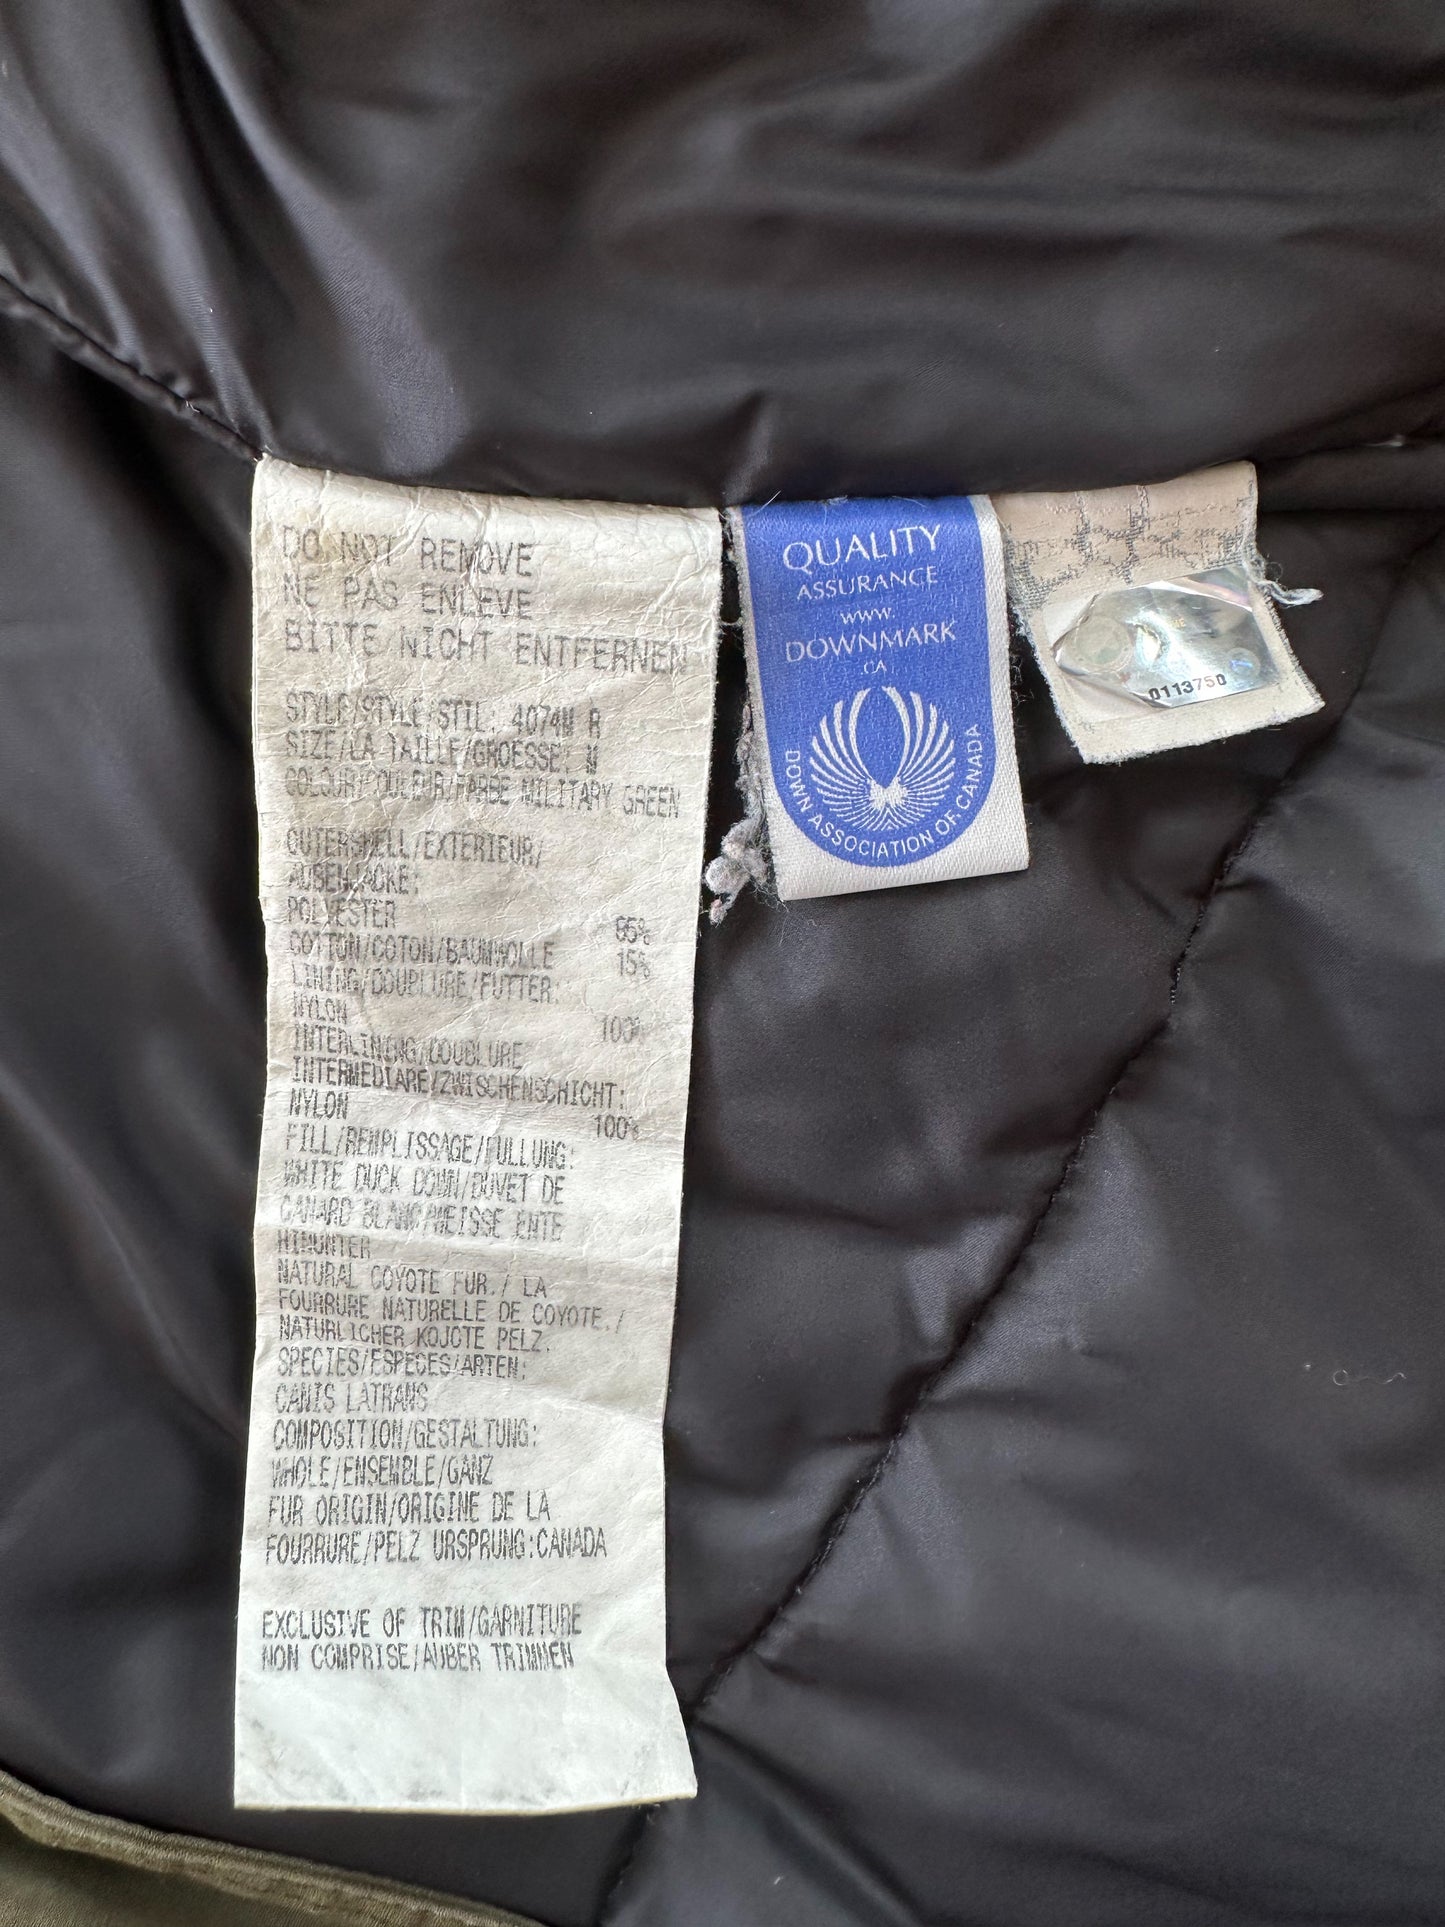 DO NOT REMOVE
NE PAS ENLEVE
BITTE NICHT ENTFERNEN
STYLE/STYLE/STIL: 4074M R
SIZE/LA TAILLE/GROESSE: M
COLOUR/COULEUR/FARBE MILITARY GREEN
OUTERSHELL/EXTERIEUR/
AUßENJACKE:
POLYESTER 85%
COTTON/COTON/BAUMWOLLE 15%
LINING/DOUBLURE/FUTTER:
NYLON 100%
INTERLINING/DOUBLURE
INTERMEDIARE/ZWISCHENSCHICHT:
NYLON 100%
FILL/REMPLISSAGE/FULLUNG:
WHITE DUCK DOWN/DUVET DE
CANARD BLANC/WEISSE ENTE
HINUNTER
NATURAL COYOTE FUR./ LA
FOURRURE NATURELLE DE COYOTE./
NATURLICHER KOJOTE PELZ.
SPECIES/ESPECES/ARTEN:
CANIS LATRANS
COMPOSITION/GESTALTUNG:
WHOLE/ENSEMBLE/GANZ
FUR ORIGIN/ORIGINE DE LA
FOURRURE/PELZ URSPRUNG:CANADA
EXCLUSIVE OF TRIM/GARNITURE
NON COMPRISE/AUBER TRIMMEN
QUALITY
ASSURANCE
www.
DOWNMARK
.CA
DOWN ASSOCIATION OF CANADA
0113750